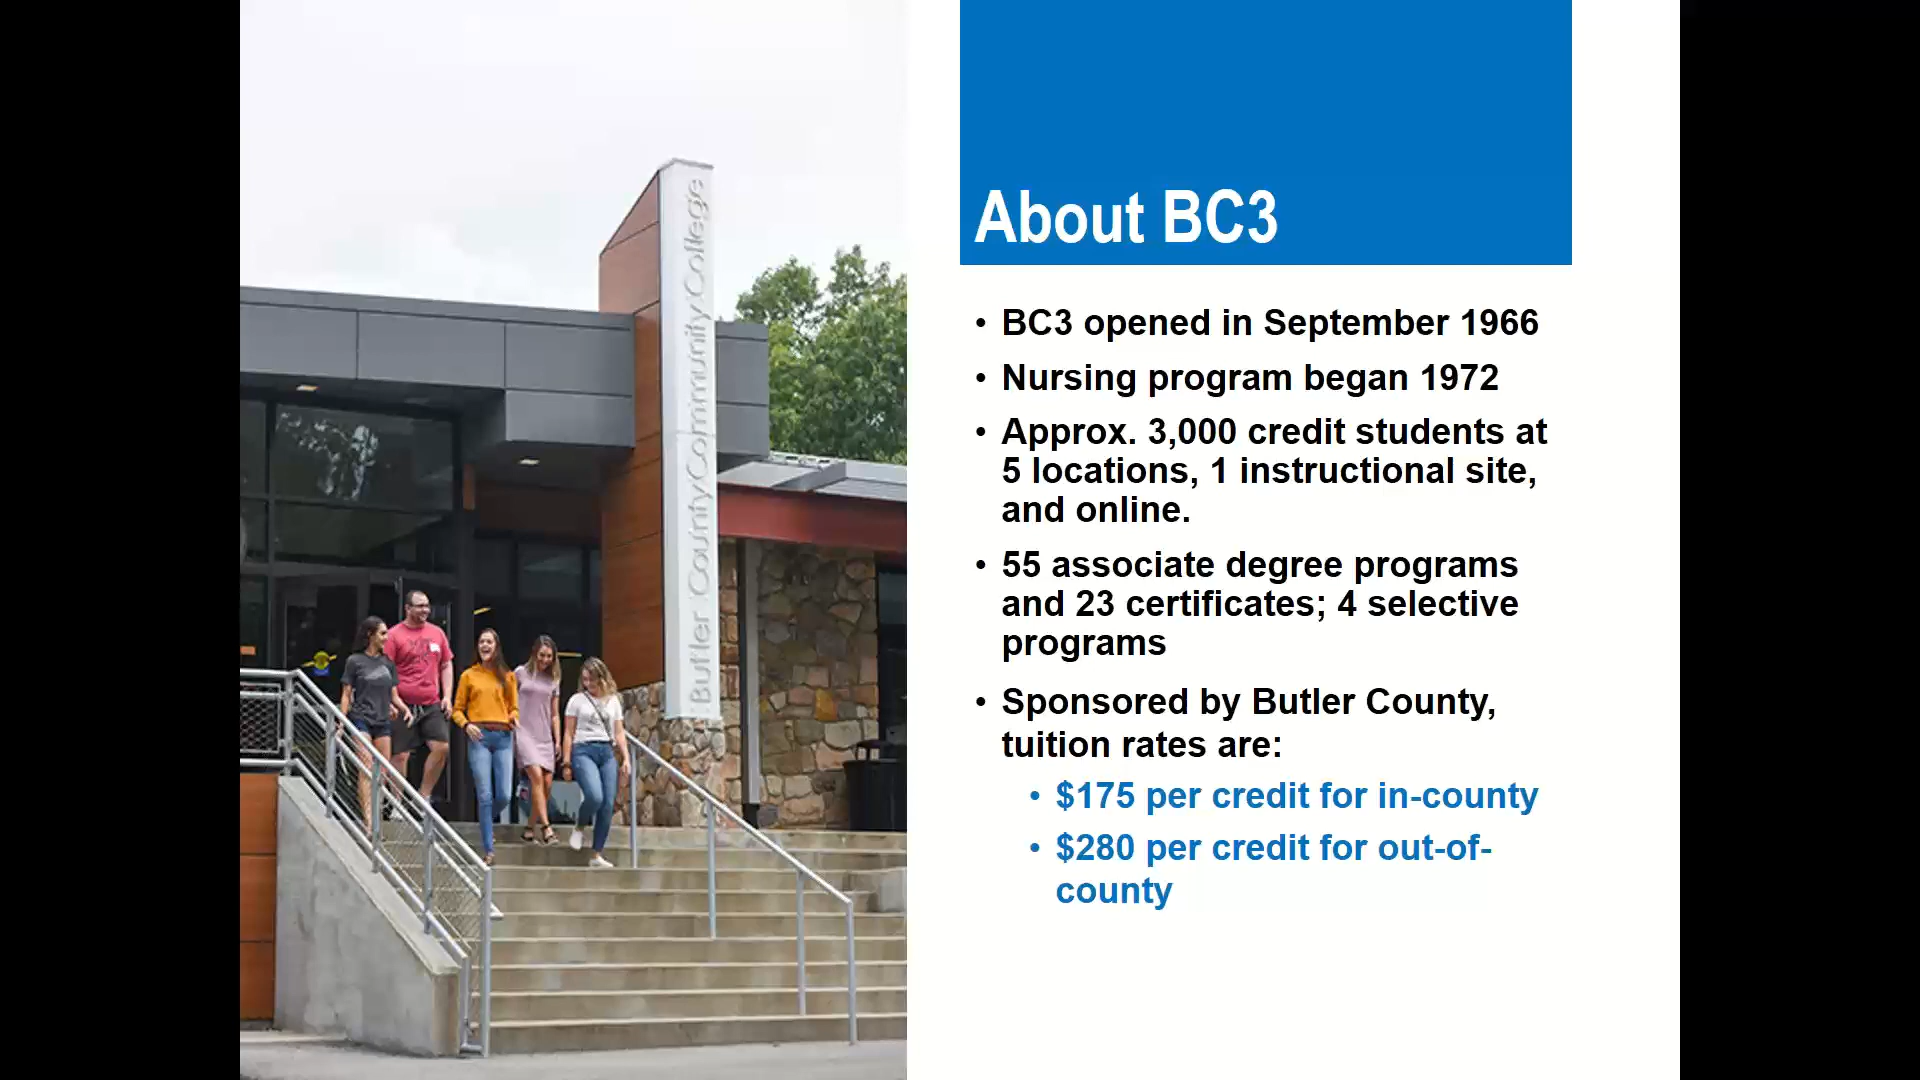 Butler County Community College
About BC3
• BC3 opened in September 1966
• Nursing program began 1972
• Approx. 3,000 credit students at
5 locations, 1 instructional site,
and online.
• 55 associate degree programs
and 23 certificates; 4 selective
programs
• Sponsored by Butler County,
tuition rates are:
• $175 per credit for in-county
• $280 per credit for out-of-
county